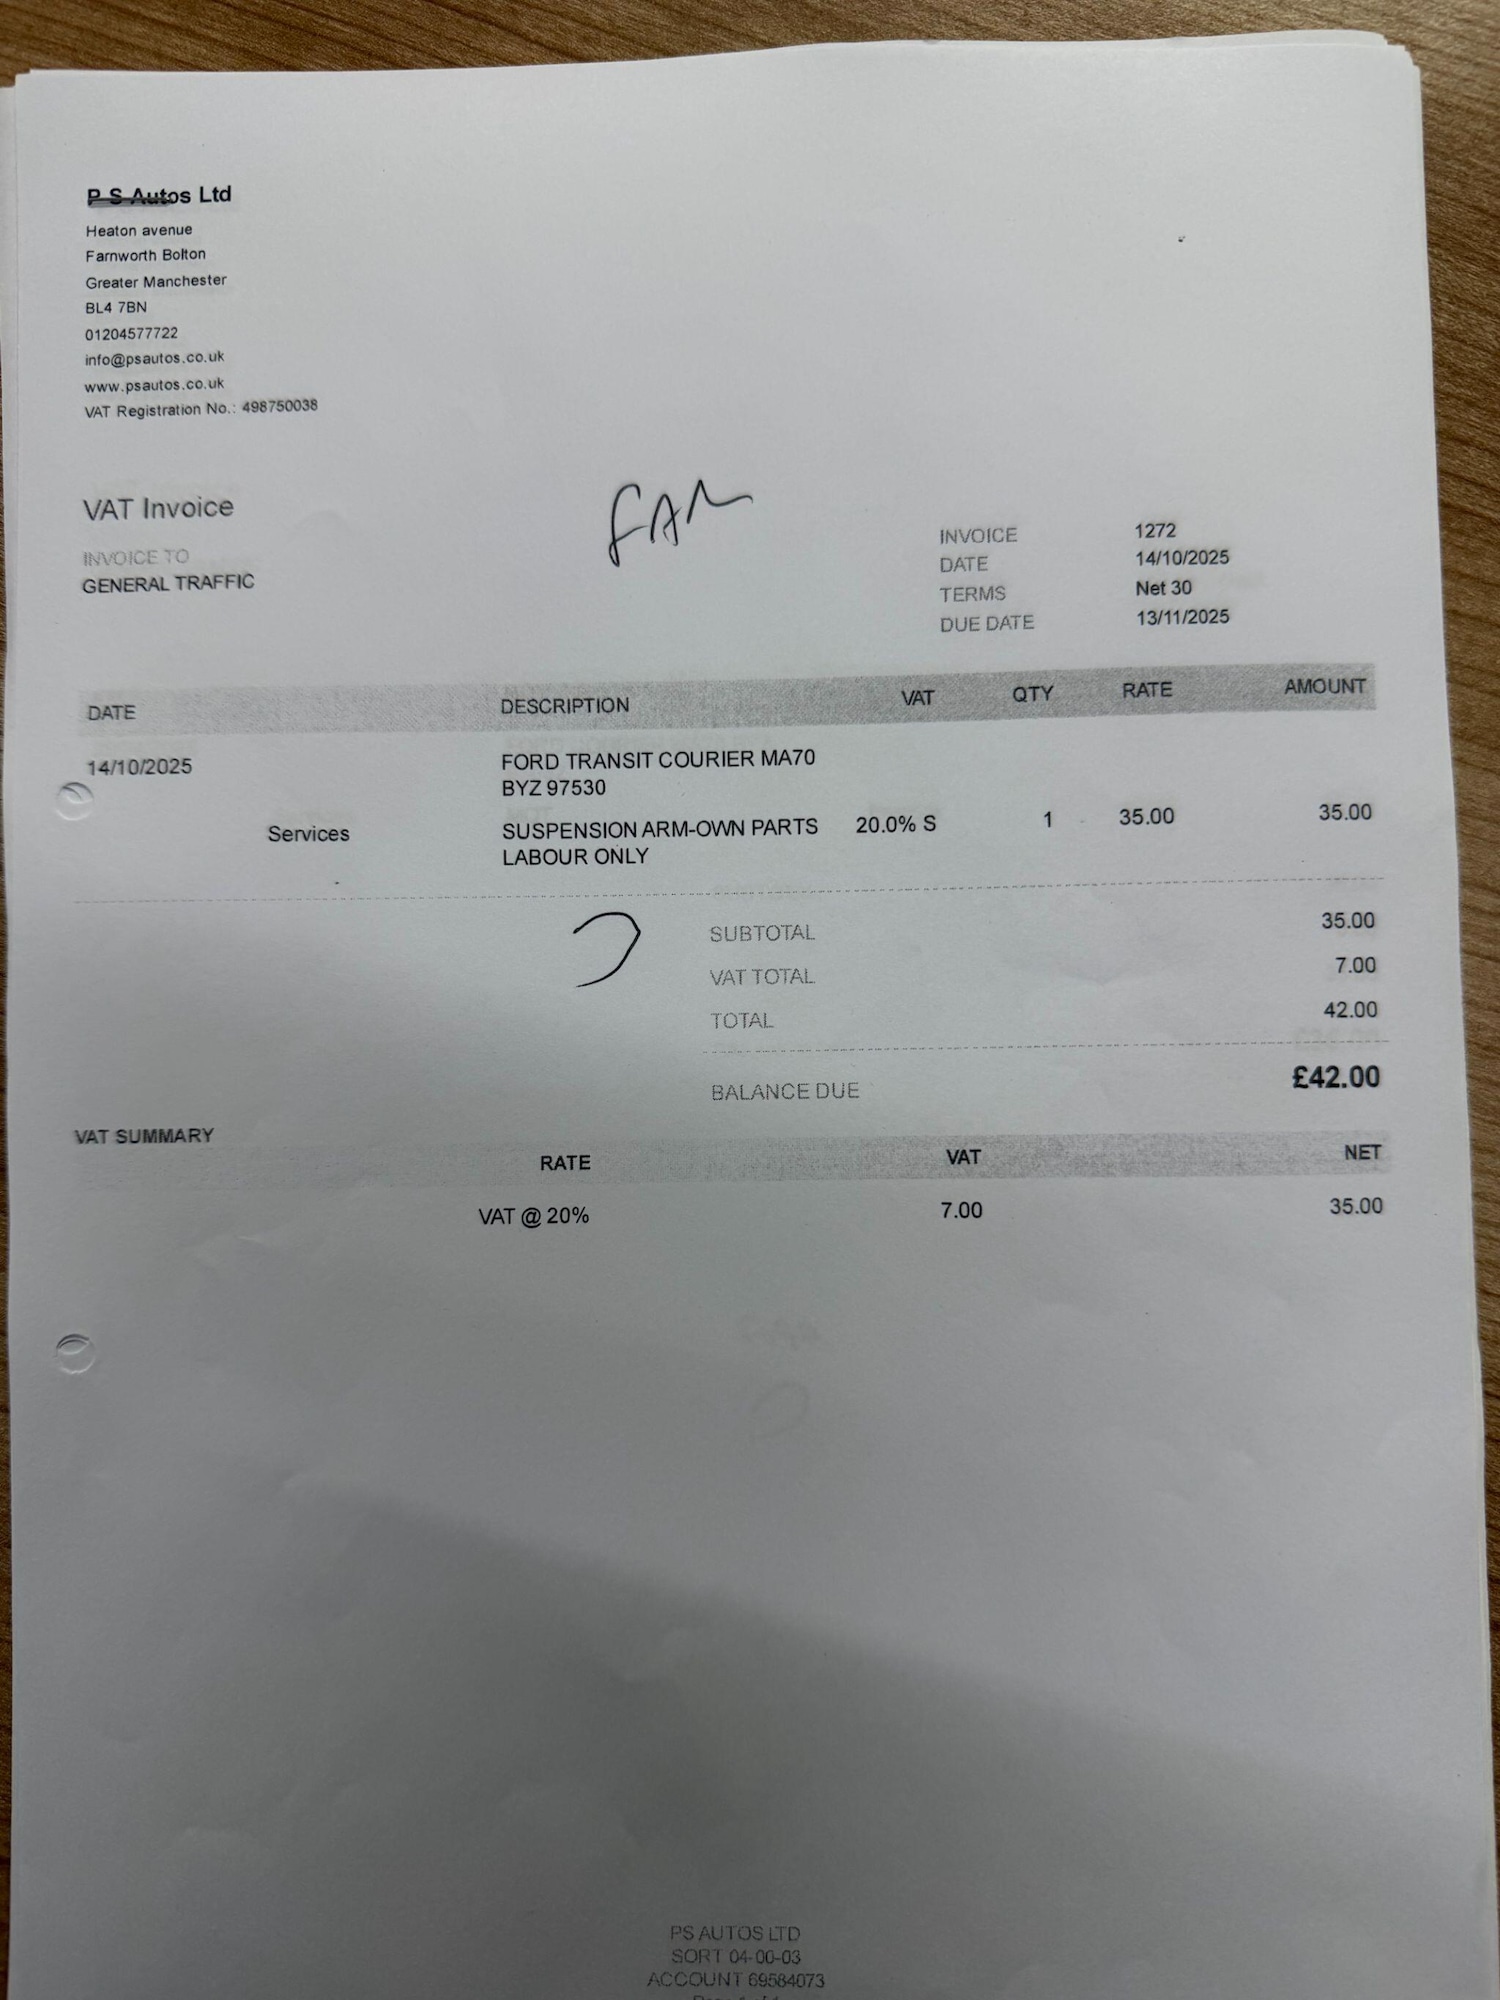 P S Autos Ltd
Heaton avenue
Farnworth Bolton
Greater Manchester
BL4 7BN
01204577722
info@psautos.co.uk
www.psautos.co.uk
VAT Registration No.: 498750038
VAT Invoice
INVOICE TO
GENERAL TRAFFIC
INVOICE 1272
DATE 14/10/2025
TERMS Net 30
DUE DATE 13/11/2025
DATE DESCRIPTION VAT QTY RATE AMOUNT
14/10/2025 FORD TRANSIT COURIER MA70
BYZ 97530
Services SUSPENSION ARM-OWN PARTS 20.0% S 1 35.00 35.00
LABOUR ONLY
SUBTOTAL 35.00
VAT TOTAL 7.00
TOTAL 42.00
BALANCE DUE £42.00
VAT SUMMARY
RATE VAT NET
VAT @ 20% 7.00 35.00
PS AUTOS LTD
SORT 04-00-03
ACCOUNT 69584073